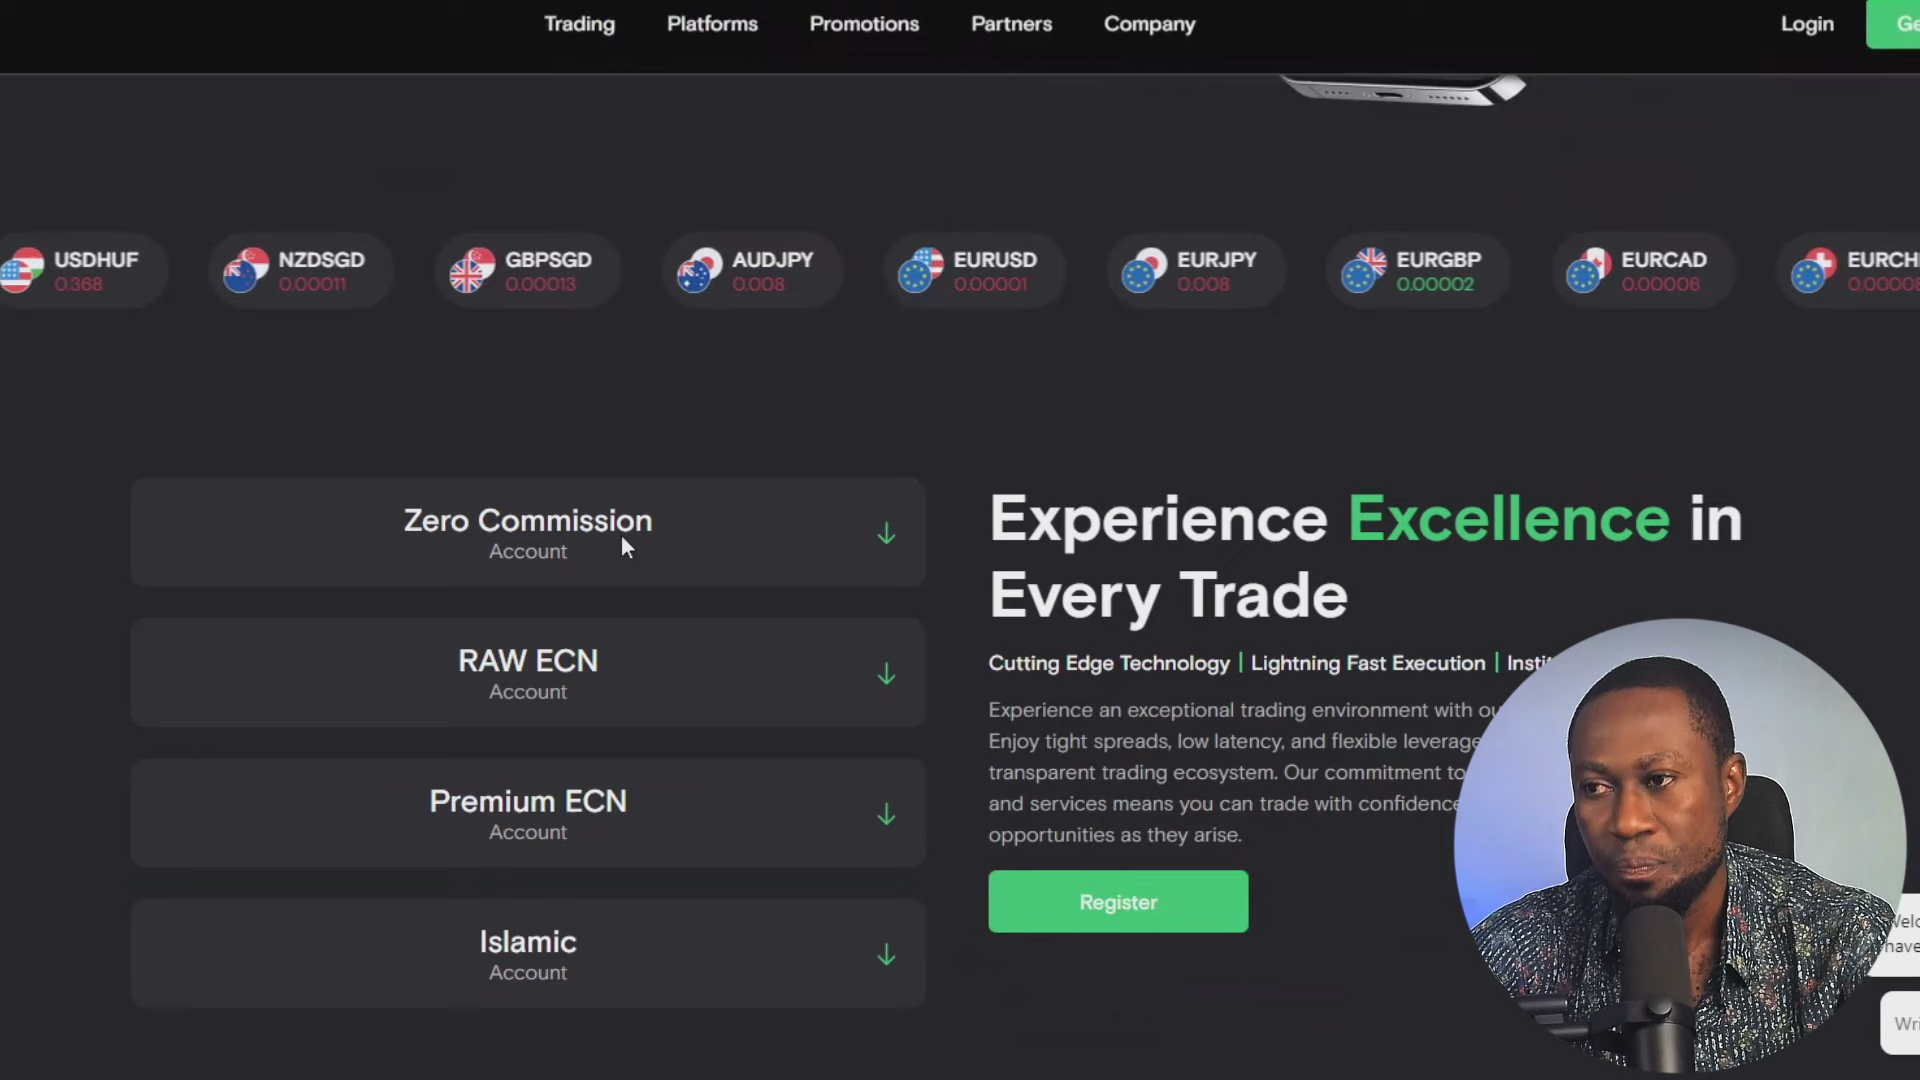 Trading Platforms Promotions Partners Company Login
USDHUF
0.368
NZDSGD
0.00011
GBPSGD
0.00013
AUDJPY
0.008
EURUSD
0.00001
EURJPY
0.008
EURGBP
0.00002
EURCAD
0.00006
Zero Commission
Account
RAW ECN
Account
Premium ECN
Account
Islamic
Account
Experience Excellence in
Every Trade
Cutting Edge Technology | Lightning Fast Execution |
Experience an exceptional trading environment with
Enjoy tight spreads, low latency, and flexible leverage
transparent trading ecosystem. Our commitment to
and services means you can trade with confidence
opportunities as they arise.
Register
have